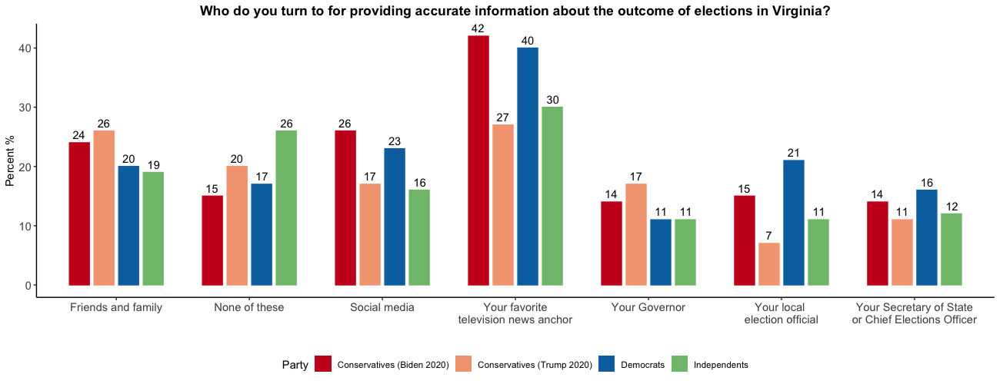 Who do you turn to for providing accurate information about the outcome of elections in Virginia?
Percent %
40
30
20
10
0
24
26
20
19
15
20
17
26
26
17
23
16
42
27
40
30
14
17
11
11
15
7
21
11
14
11
16
12
Friends and family
None of these
Social media
Your favorite
television news anchor
Your Governor
Your local
election official
Your Secretary of State
or Chief Elections Officer
Party
Conservatives (Biden 2020)
Conservatives (Trump 2020)
Democrats
Independents